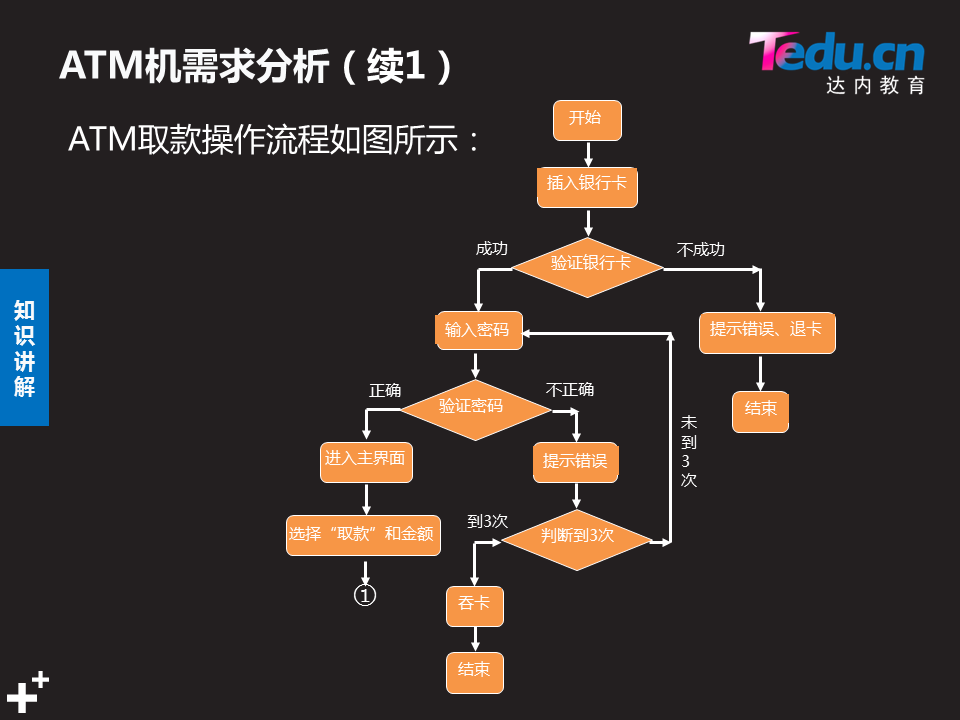 ATM机需求分析（续1）
Tedu.cn
达内教育
ATM取款操作流程如图所示：
知识讲解
开始
插入银行卡
验证银行卡
成功
不成功
输入密码
提示错误、退卡
结束
验证密码
正确
不正确
进入主界面
提示错误
未到3次
选择“取款”和金额
判断到3次
到3次
①
吞卡
结束